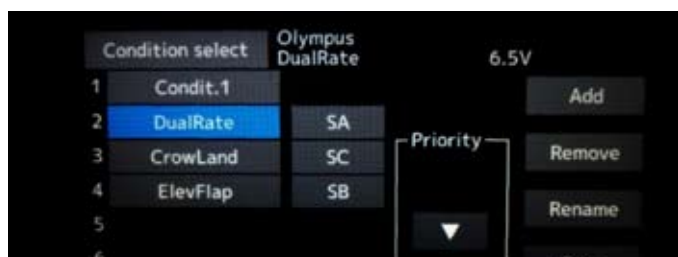 Condition select
Olympus
DualRate
6.5V
1 Condit.1
Add
2 DualRate SA
Priority
3 CrowLand SC
Remove
4 ElevFlap SB
Rename
5
▼
6